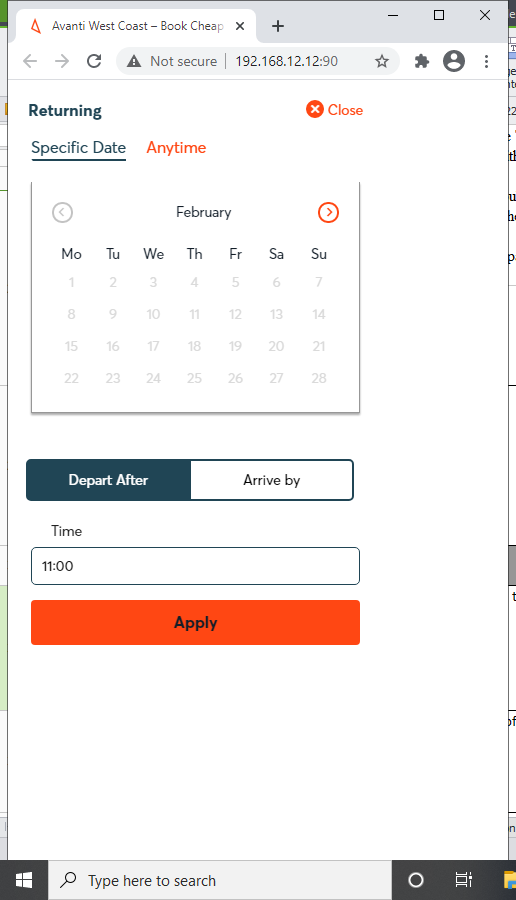 Avanti West Coast – Book Cheap
Not secure 192.168.12.12:90
Returning
Close
Specific Date Anytime
February
Mo Tu We Th Fr Sa Su
1 2 3 4 5 6 7
8 9 10 11 12 13 14
15 16 17 18 19 20 21
22 23 24 25 26 27 28
Depart After Arrive by
Time
11:00
Apply
Type here to search